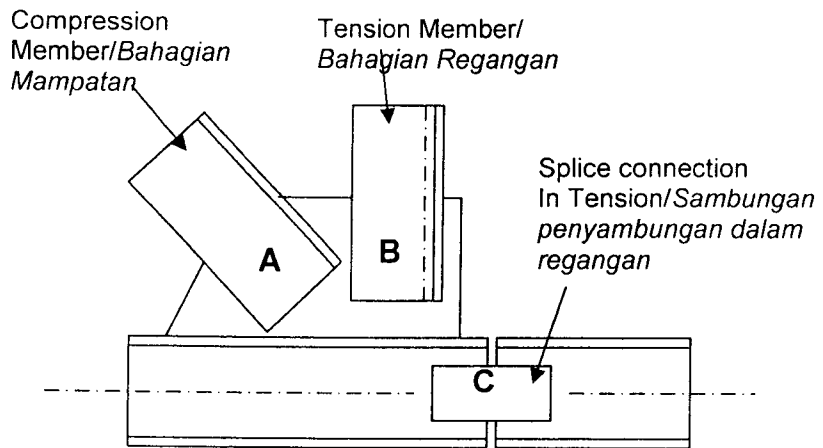 Compression
Member/Bahagian
Mampatan
Tension Member/
Bahagian Regangan
Splice connection
In Tension/Sambungan
penyambungan dalam
regangan
A
B
C